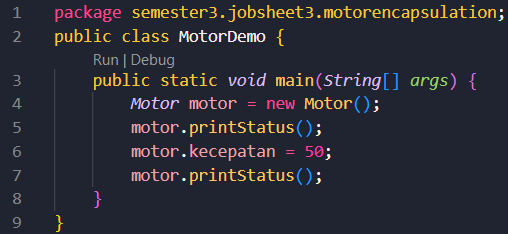 1 package semester3.jobsheet3.motorencapsulation;
2 public class MotorDemo {
Run | Debug
3 public static void main(String[] args) {
4 Motor motor = new Motor();
5 motor.printStatus();
6 motor.kecepatan = 50;
7 motor.printStatus();
8 }
9 }